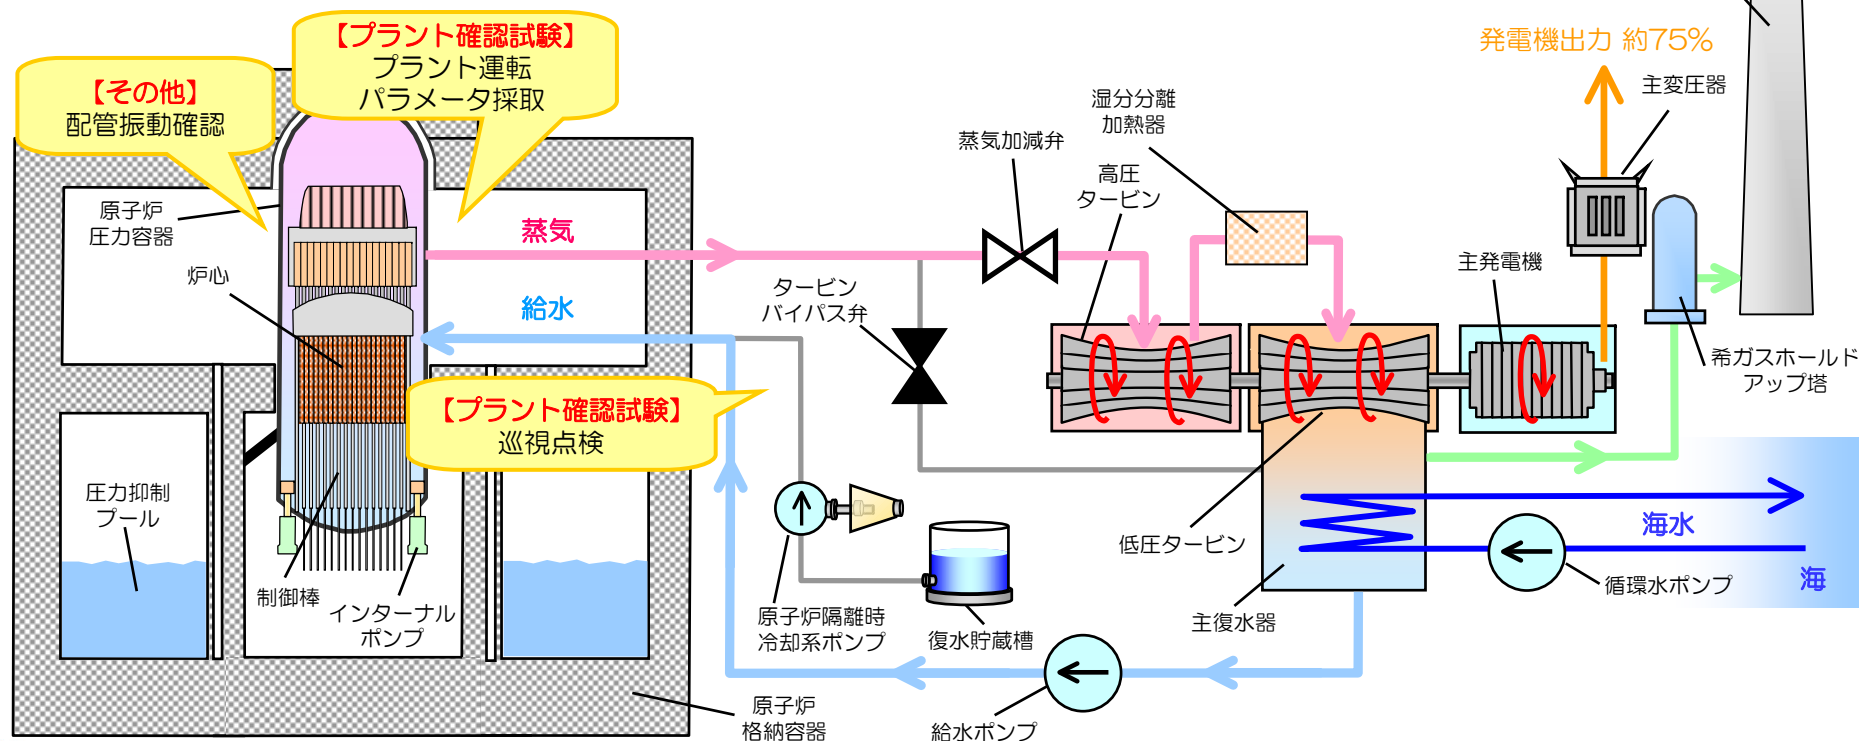 【プラント確認試験】
プラント運転
パラメータ採取
【その他】
配管振動確認
発電機出力 約75%
主変圧器
湿分分離
加熱器
蒸気加減弁
高圧
タービン
原子炉
圧力容器
蒸気
炉心
主発電機
タービン
バイパス弁
給水
希ガスホールド
アップ塔
【プラント確認試験】
巡視点検
圧力抑制
プール
海水
低圧タービン
海
循環水ポンプ
制御棒
インターナル
ポンプ
原子炉隔離時
冷却系ポンプ
復水貯蔵槽
主復水器
原子炉
格納容器
給水ポンプ